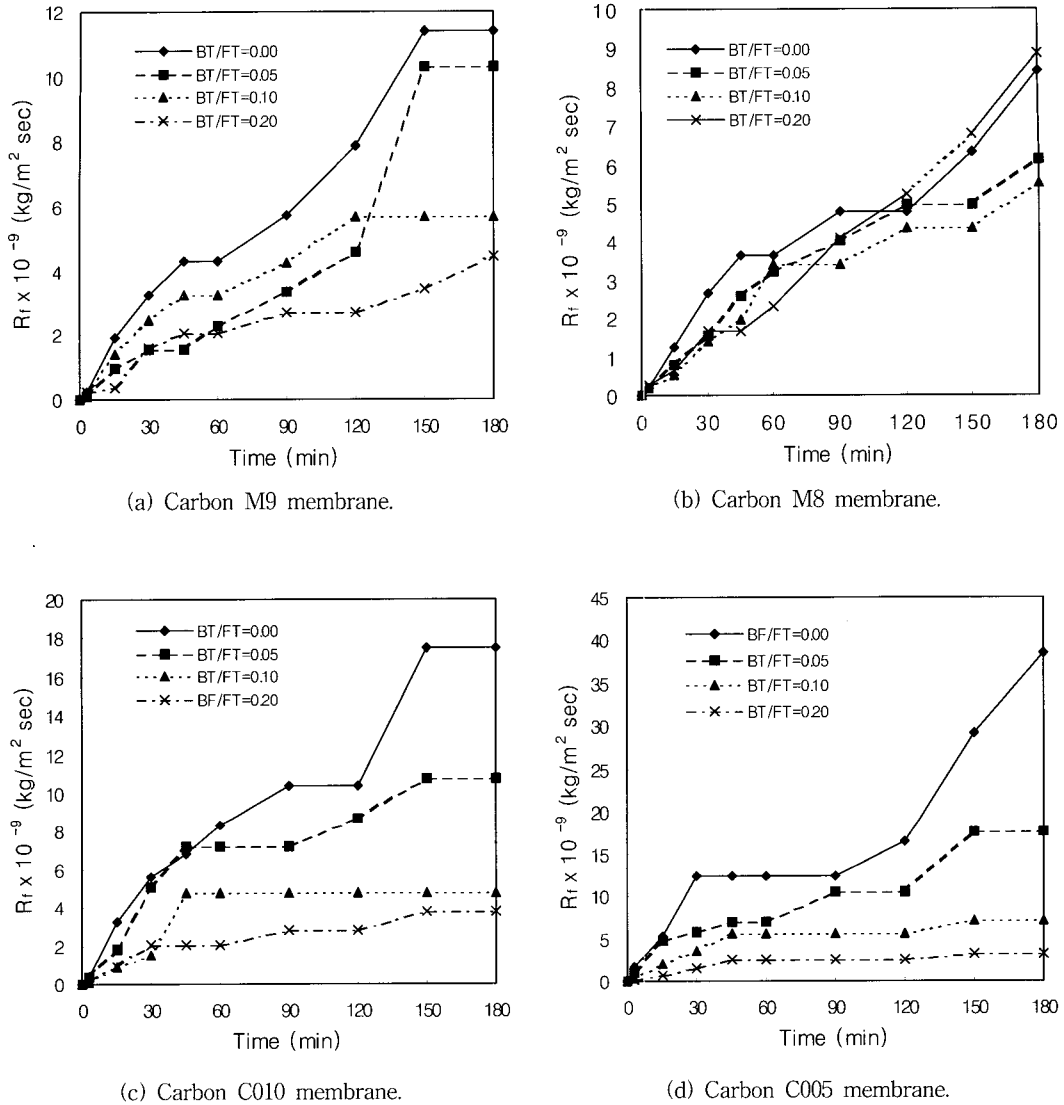 12
10
8
6
4
2
0
Rf x 10⁻⁹ (kg/m² sec)
BT/FT=0.00
BT/FT=0.05
BT/FT=0.10
BT/FT=0.20
0 30 60 90 120 150 180
Time (min)
(a) Carbon M9 membrane.
10
9
8
7
6
5
4
3
2
1
0
Rf x 10⁻⁹ (kg/m² sec)
BT/FT=0.00
BT/FT=0.05
BT/FT=0.10
BT/FT=0.20
0 30 60 90 120 150 180
Time (min)
(b) Carbon M8 membrane.
20
18
16
14
12
10
8
6
4
2
0
Rf x 10⁻⁹ (kg/m² sec)
BT/FT=0.00
BT/FT=0.05
BT/FT=0.10
BF/FT=0.20
0 30 60 90 120 150 180
Time (min)
(c) Carbon C010 membrane.
45
40
35
30
25
20
15
10
5
0
Rf x 10⁻⁹ (kg/m² sec)
BF/FT=0.00
BT/FT=0.05
BT/FT=0.10
BT/FT=0.20
0 30 60 90 120 150 180
Time (min)
(d) Carbon C005 membrane.